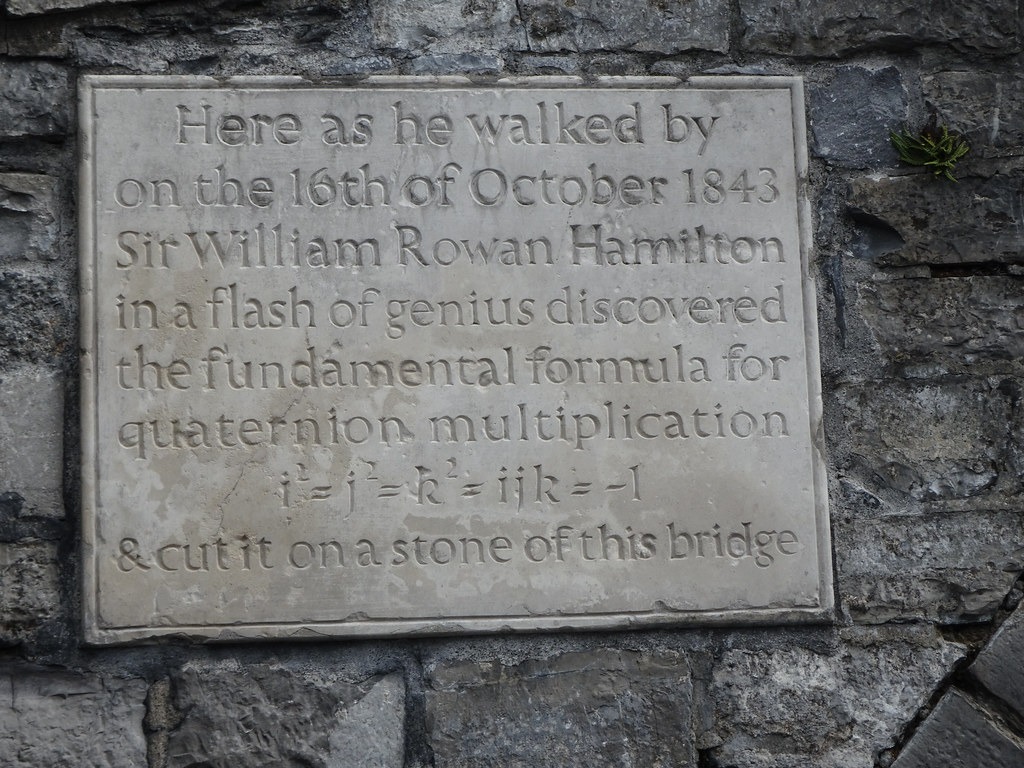 Here as he walked by
on the 16th of October 1843
Sir William Rowan Hamilton
in a flash of genius discovered
the fundamental formula for
quaternion multiplication
i² = j² = k² = ijk = -1
& cut it on a stone of this bridge